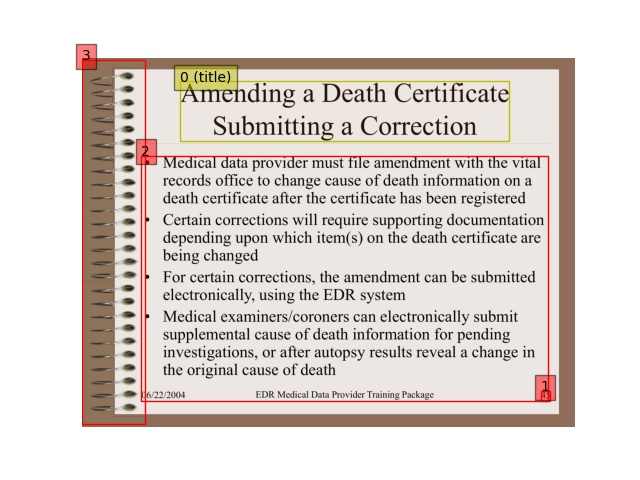 3
0 (title)
Amending a Death Certificate
Submitting a Correction
2
• Medical data provider must file amendment with the vital
records office to change cause of death information on a
death certificate after the certificate has been registered
• Certain corrections will require supporting documentation
depending upon which item(s) on the death certificate are
being changed
• For certain corrections, the amendment can be submitted
electronically, using the EDR system
• Medical examiners/coroners can electronically submit
supplemental cause of death information for pending
investigations, or after autopsy results reveal a change in
the original cause of death
1
06/22/2004 EDR Medical Data Provider Training Package